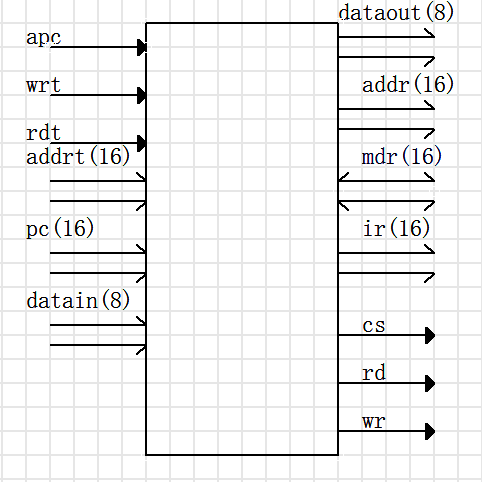 apc
wrt
rdt
addrt(16)
pc(16)
datain(8)
dataout(8)
addr(16)
mdr(16)
ir(16)
cs
rd
wr